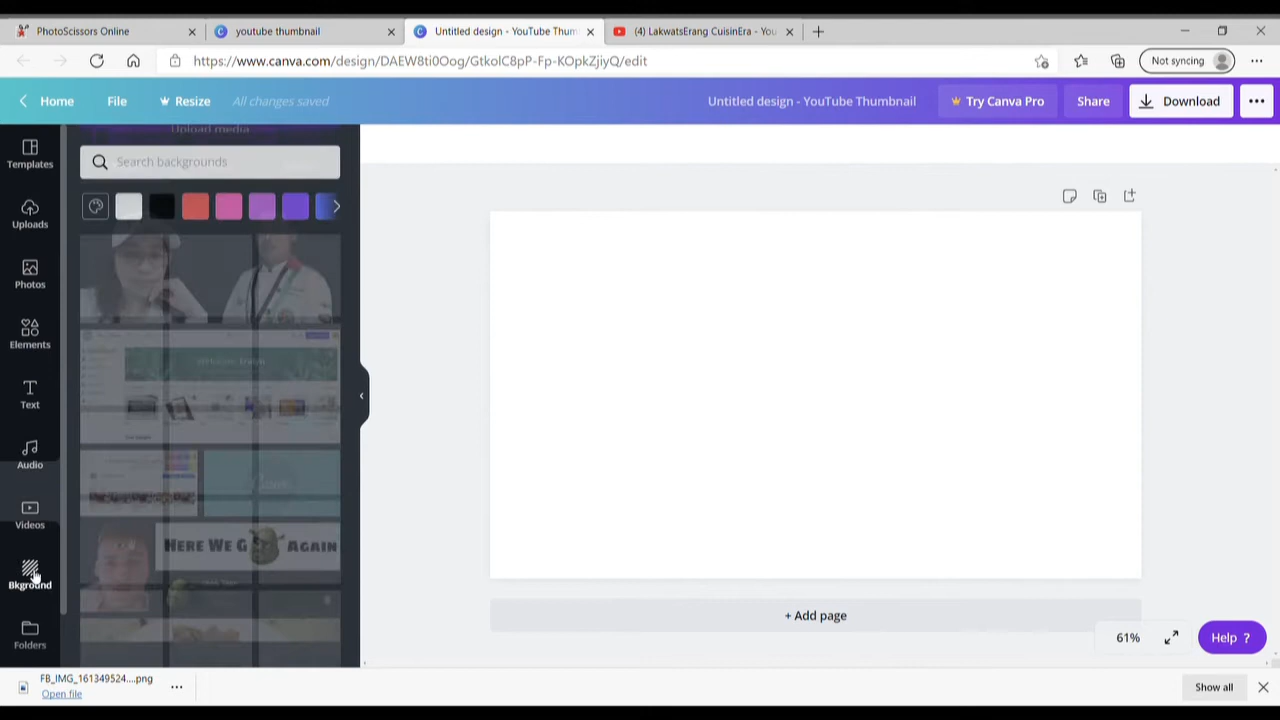 PhotoScissors Online
youtube thumbnail
Untitled design - YouTube Thum
(4) LakwatsErang CuisinEra - You
https://www.canva.com/design/DAEW8ti0Oog/GtkolC8pP-Fp-KOpkZjiyQ/edit
Not syncing
Home
File
Resize
All changes saved
Untitled design - YouTube Thumbnail
Try Canva Pro
Share
Download
Templates
Uploads
Photos
Elements
Text
Audio
Videos
Bkground
Folders
Upload media
Search backgrounds
HERE WE G AGAIN
+ Add page
61%
Help ?
FB_IMG_161349524....png
Open file
Show all